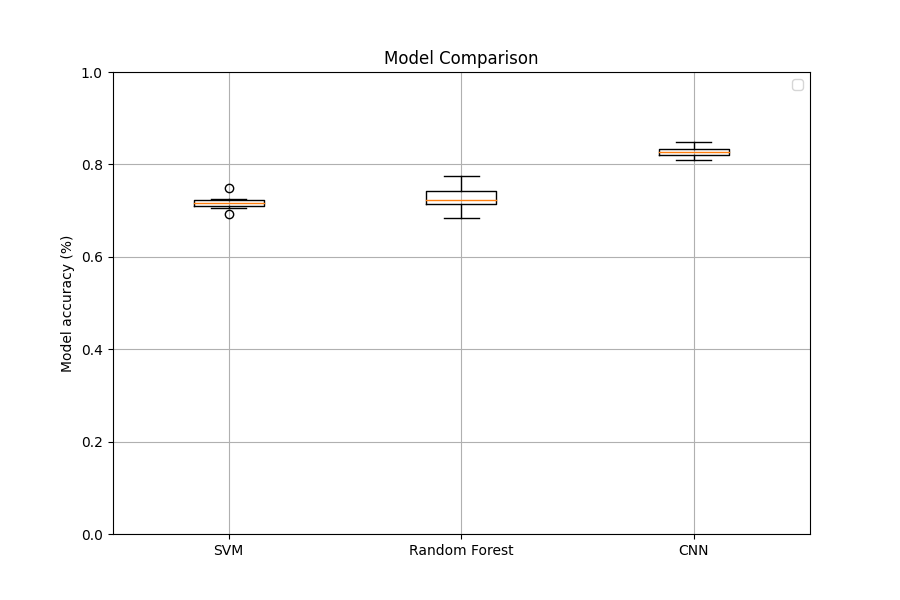 Model Comparison
1.0
0.8
0.6
0.4
0.2
0.0
Model accuracy (%)
SVM
Random Forest
CNN